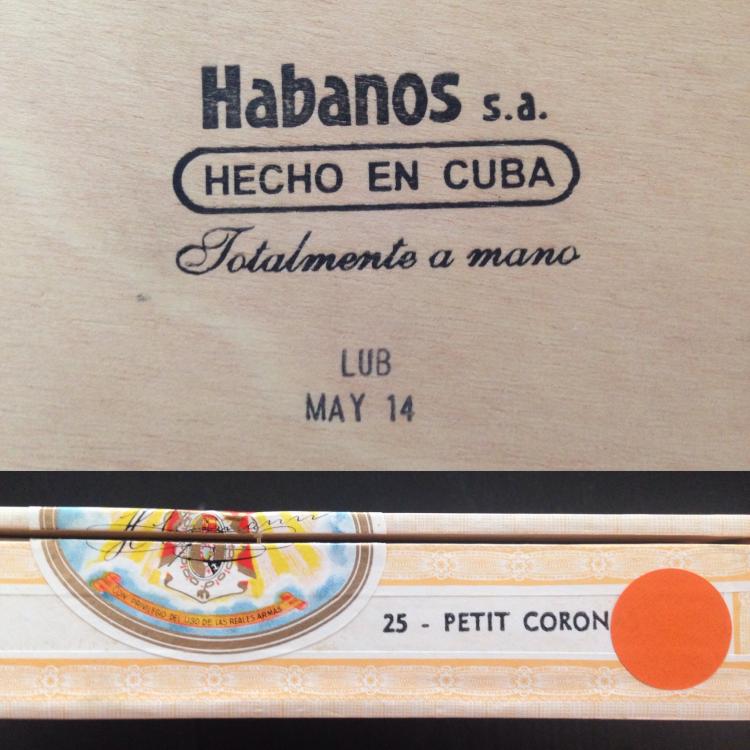 Habanos s.a.
HECHO EN CUBA
Totalmente a mano
LUB
MAY 14
CON PRIVILEGIO DEL USO DE LAS REALES ARMAS
25 - PETIT CORON